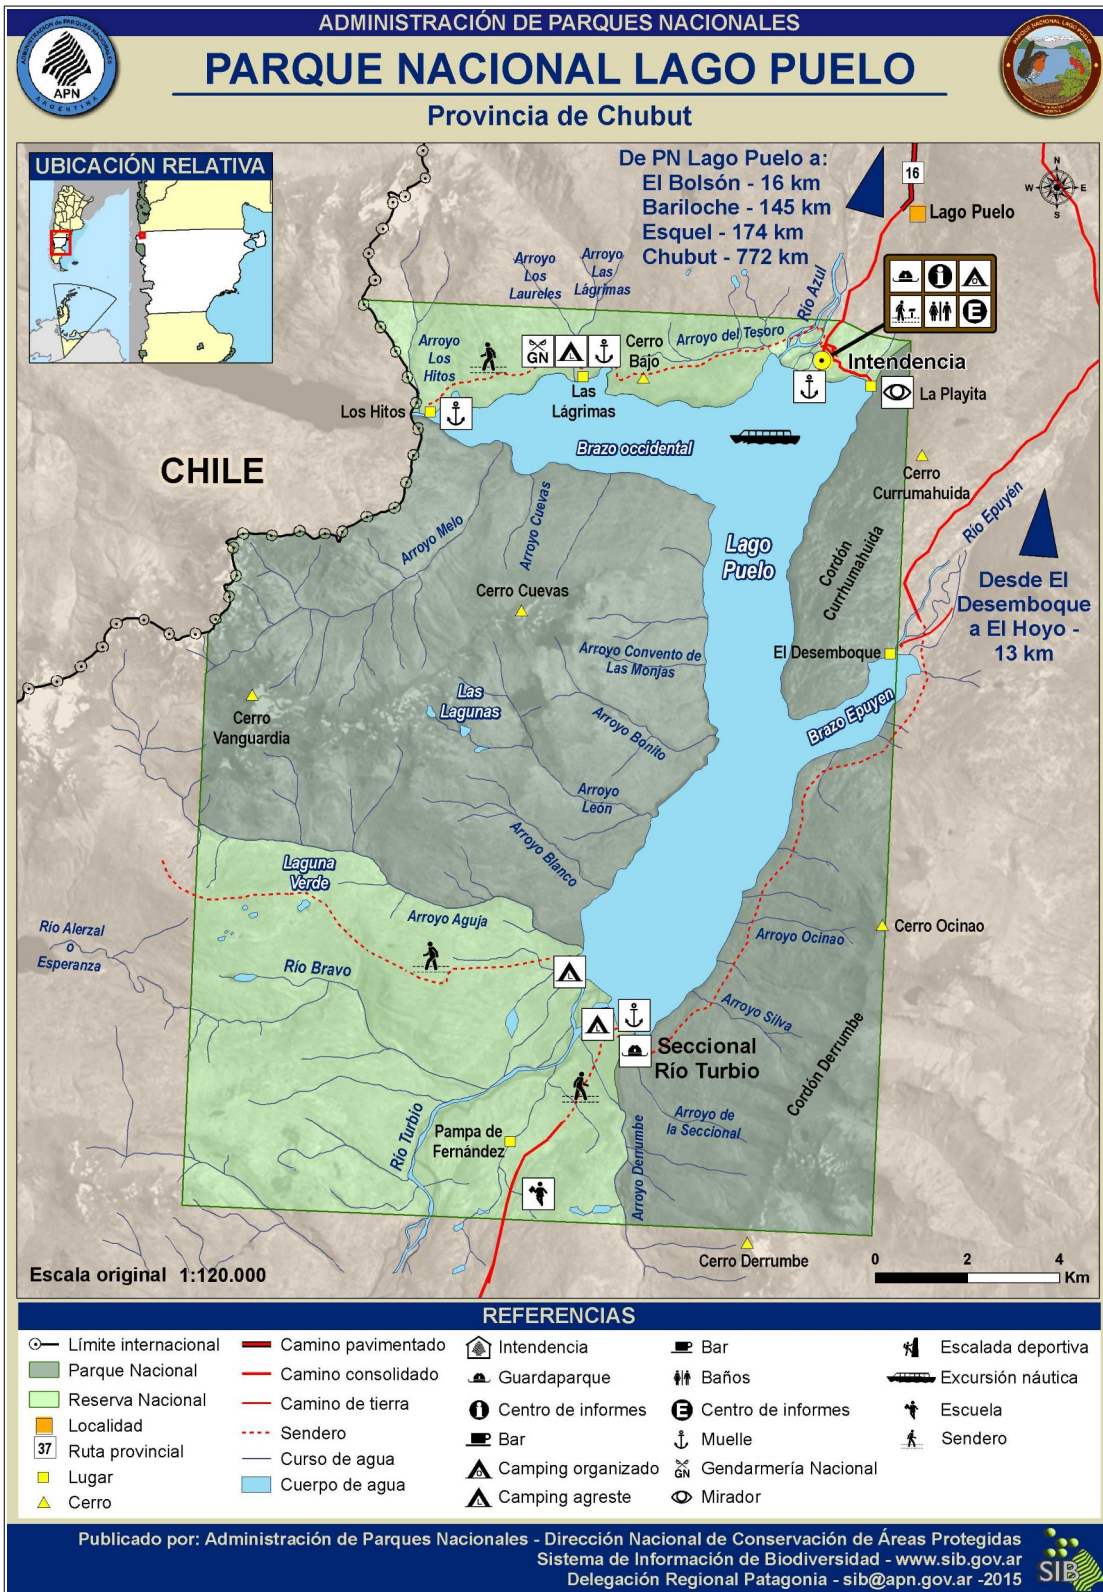 ADMINISTRACIÓN DE PARQUES NACIONALES
PARQUE NACIONAL LAGO PUELO
Provincia de Chubut
ADMINISTRACIÓN de PARQUES NACIONALES
APN
ARGENTINA
PARQUE NACIONAL LAGO PUELO
UBICACIÓN RELATIVA
De PN Lago Puelo a:
El Bolsón - 16 km
Bariloche - 145 km
Esquel - 174 km
Chubut - 772 km
16
N
W
E
S
Lago Puelo
Arroyo
Los
Laureles
Arroyo
Las
Lágrimas
Río Azul
Arroyo
Los
Hitos
GN
L
Cerro
Bajo
Arroyo del Tesoro
i
O
E
Intendencia
Los Hitos
Las
Lágrimas
La Playita
Brazo occidental
CHILE
Cerro
Currumahuida
Río Epuyén
Arroyo Melo
Arroyo Cuevas
Lago
Puelo
Cordón
Currhumahuida
Cerro Cuevas
Desde El
Desemboque
a El Hoyo -
13 km
Arroyo Convento de
Las Monjas
El Desemboque
Cerro
Vanguardia
Las
Lagunas
Arroyo Bonito
Brazo Epuyen
Arroyo
León
Arroyo Blanco
Laguna
Verde
Arroyo Aguja
Río Alerzal
o
Esperanza
Río Bravo
L
Cerro Ocinao
Arroyo Ocinao
Arroyo Silva
L
Seccional
Río Turbio
Cordón Derrumbe
Río Turbio
Pampa de
Fernández
Arroyo de
la Seccional
Arroyo Derrumbe
Cerro Derrumbe
Escala original 1:120.000
0 2 4
Km
REFERENCIAS
Límite internacional
Parque Nacional
Reserva Nacional
Localidad
37 Ruta provincial
Lugar
Cerro
Camino pavimentado
Camino consolidado
Camino de tierra
Sendero
Curso de agua
Cuerpo de agua
Intendencia
Guardaparque
i Centro de informes
Bar
O Camping organizado
L Camping agreste
Bar
Baños
E Centro de informes
Muelle
GN Gendarmería Nacional
Mirador
Escalada deportiva
Excursión náutica
Escuela
Sendero
Publicado por: Administración de Parques Nacionales - Dirección Nacional de Conservación de Áreas Protegidas
Sistema de Información de Biodiversidad - www.sib.gov.ar
Delegación Regional Patagonia - sib@apn.gov.ar -2015
SIB